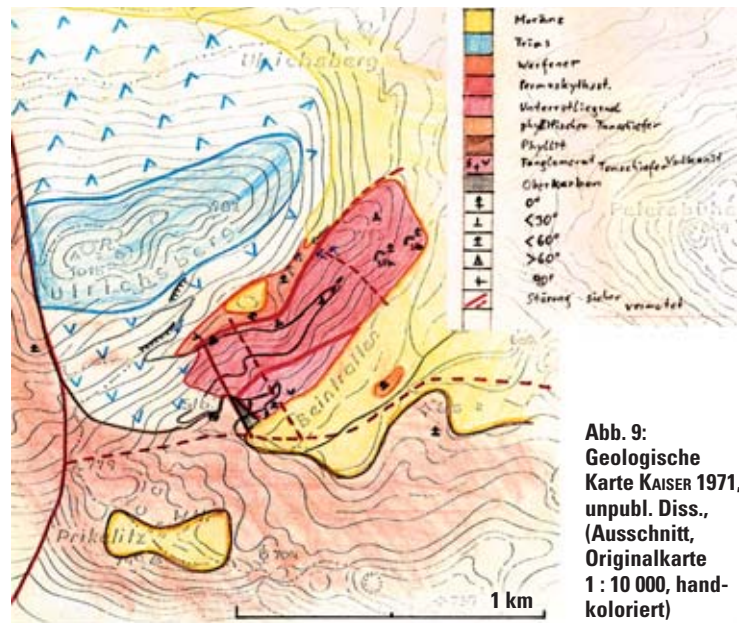 Ulrichsberg
Moräne
Trias
Werfener
Permoskythsst.
Unterrotliegend
phyllitischer Tonschiefer
Phyllit
Konglomerat Tonschiefer Vulkanit
Oberkarbon
0°
<30°
<60°
>60°
90°
Störung sicher vermutet
Ulrichsberg
Beintratten
Prikalitz
1 km
Abb. 9:
Geologische
Karte KAISER 1971,
unpubl. Diss.,
(Ausschnitt,
Originalkarte
1 : 10 000, hand-
koloriert)